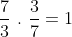 7/3 . 3/7 = 1